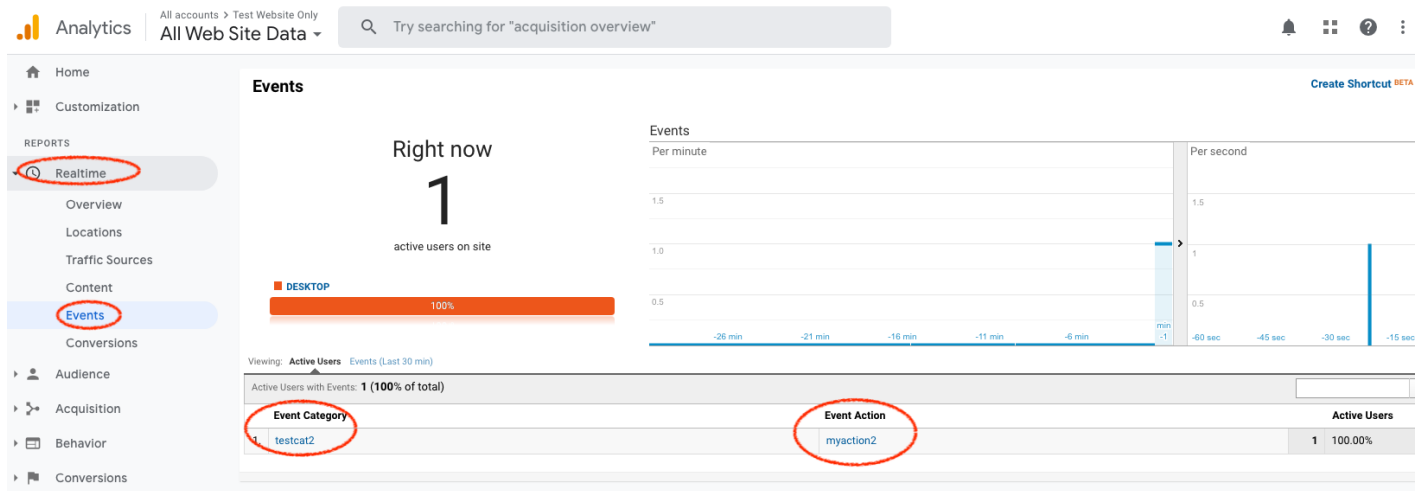 All accounts > Test Website Only
Analytics
All Web Site Data
Try searching for "acquisition overview"
Home
Customization
REPORTS
Realtime
Overview
Locations
Traffic Sources
Content
Events
Conversions
Audience
Acquisition
Behavior
Conversions
Events
Create Shortcut BETA
Right now
1
active users on site
DESKTOP
100%
Events
Per minute
1.5
1.0
0.5
-26 min
-21 min
-16 min
-11 min
-6 min
min
-1
Per second
1.5
1
0.5
-60 sec
-45 sec
-30 sec
-15 sec
Viewing: Active Users Events (Last 30 min)
Active Users with Events: 1 (100% of total)
Event Category Event Action Active Users
1. testcat2 myaction2 1 100.00%